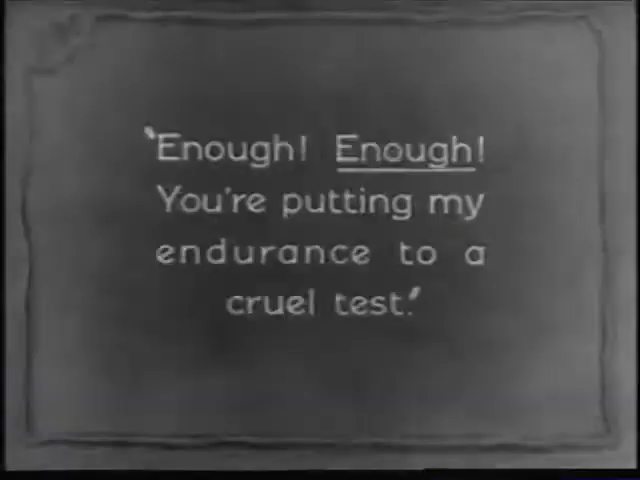 'Enough! Enough!
You're putting my
endurance to a
cruel test.'